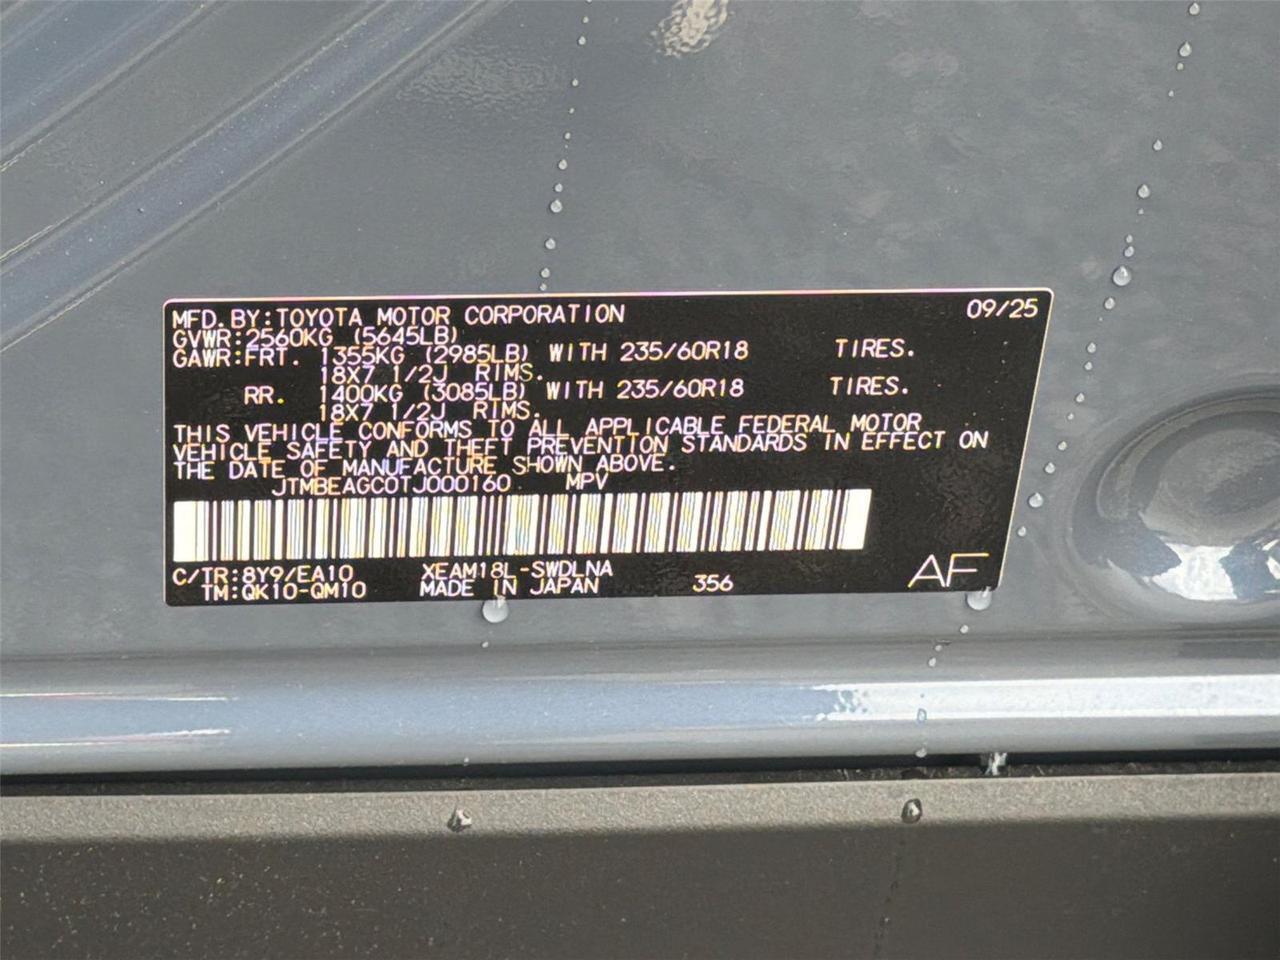 MFD.BY:TOYOTA MOTOR CORPORATION 09/25
GVWR:2560KG (5645LB)
GAWR:FRT. 1355KG (2985LB) WITH 235/60R18 TIRES.
18X7 1/2J RIMS.
RR. 1400KG (3085LB) WITH 235/60R18 TIRES.
18X7 1/2J RIMS.
THIS VEHICLE CONFORMS TO ALL APPLICABLE FEDERAL MOTOR
VEHICLE SAFETY AND THEFT PREVENTION STANDARDS IN EFFECT ON
THE DATE OF MANUFACTURE SHOWN ABOVE.
JTMBEAGC0TJ000160 MPV
C/TR:8Y9/EA10 XEAM18L-SWDLNA
TM:QK10-QM10 MADE IN JAPAN 356 AF